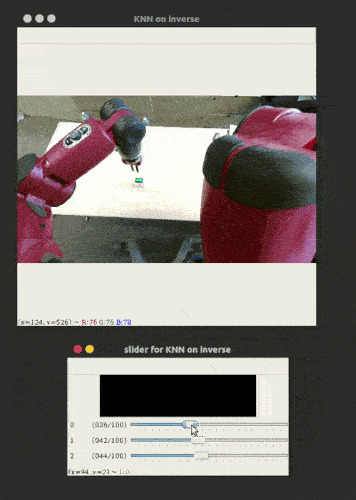 KNN on inverse
(x=124, y=526) ~ R:76 G:76 B:78
slider for KNN on inverse
0 (036/100)
1 (042/100)
2 (044/100)
(x=94, y=2) ~